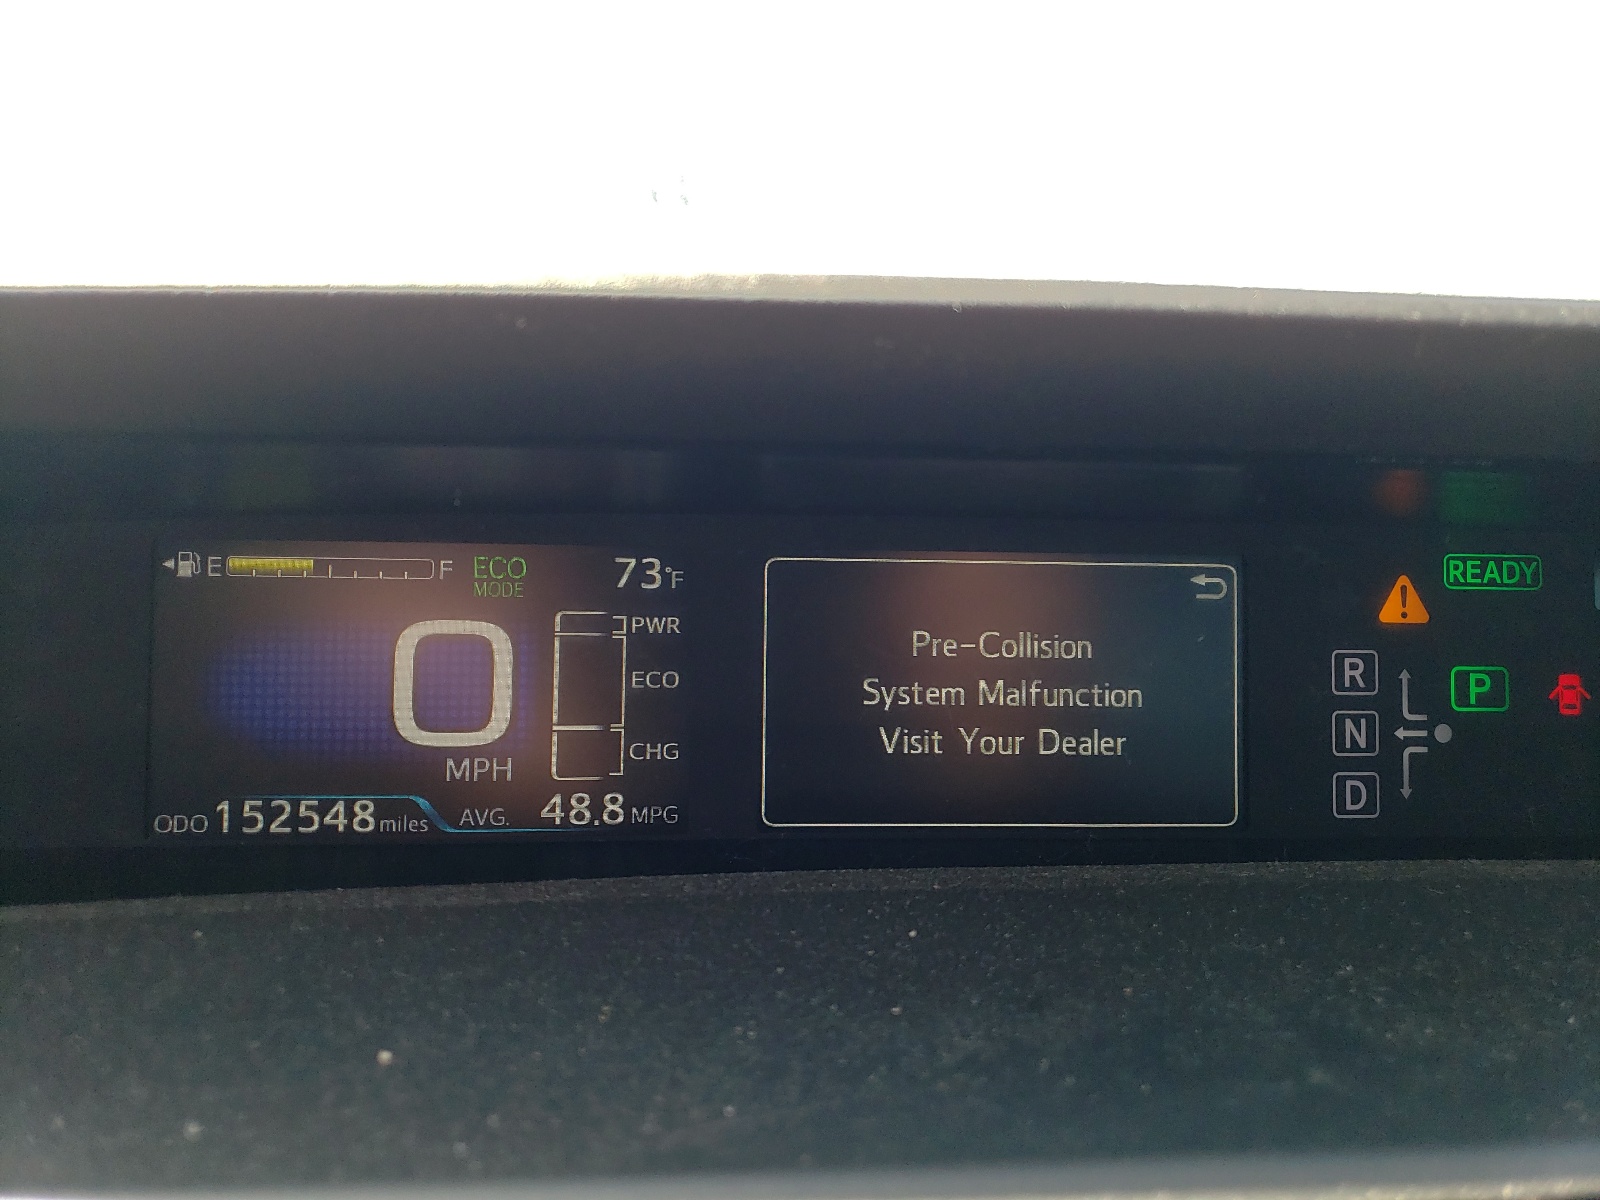 E F ECO
MODE
73°F
0
MPH
PWR
ECO
CHG
ODO 152548 miles
AVG. 48.8 MPG
Pre-Collision
System Malfunction
Visit Your Dealer
!
READY
R
N
D
P